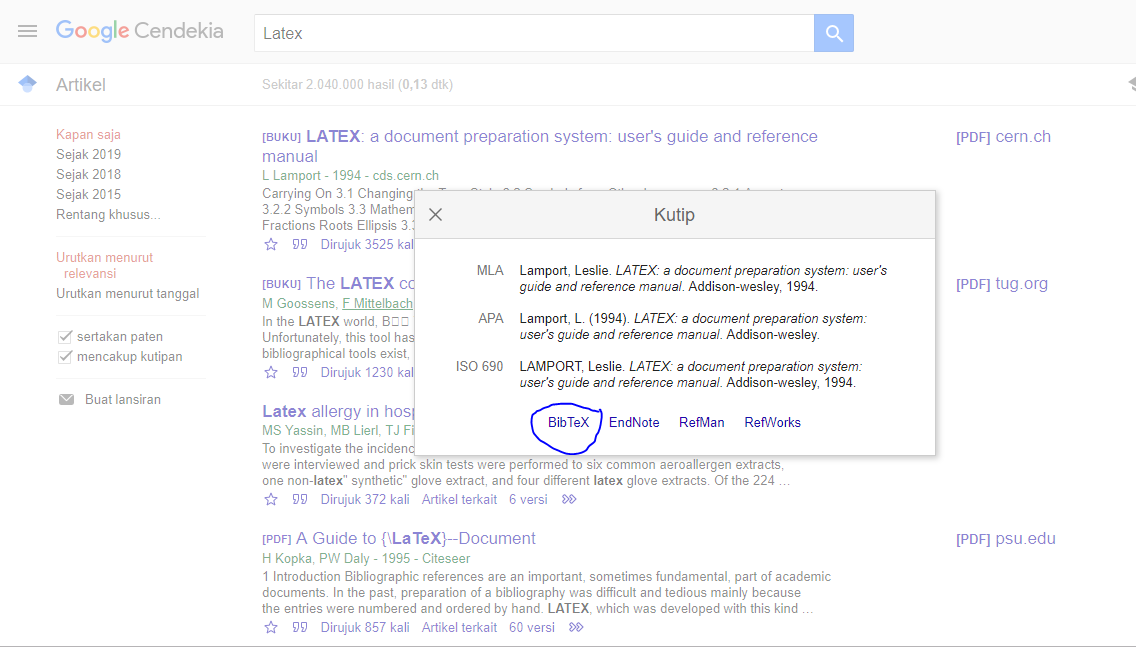 Google Cendekia
Latex
Artikel
Sekitar 2.040.000 hasil (0,13 dtk)
Kapan saja
Sejak 2019
Sejak 2018
Sejak 2015
Rentang khusus...
Urutkan menurut
relevansi
Urutkan menurut tanggal
sertakan paten
mencakup kutipan
Buat lansiran
[BUKU] LATEX: a document preparation system: user's guide and reference
manual
[PDF] cern.ch
L Lamport - 1994 - cds.cern.ch
Carrying On 3.1 Changing
3.2.2 Symbols 3.3 Mathem
Fractions Roots Ellipsis 3.3
Dirujuk 3525 kali
[BUKU] The LATEX co
[PDF] tug.org
M Goossens, F Mittelbach
In the LATEX world, B
Unfortunately, this tool has
bibliographical tools exist,
Dirujuk 1230 kali
Kutip
MLA Lamport, Leslie. LATEX: a document preparation system: user's
guide and reference manual. Addison-wesley, 1994.
APA Lamport, L. (1994). LATEX: a document preparation system:
user's guide and reference manual. Addison-wesley.
ISO 690 LAMPORT, Leslie. LATEX: a document preparation system:
user's guide and reference manual. Addison-wesley, 1994.
BibTeX EndNote RefMan RefWorks
Latex allergy in hosp
MS Yassin, MB Lierl, TJ Fi
To investigate the incidenc
were interviewed and prick skin tests were performed to six common aeroallergen extracts,
one non-latex" synthetic" glove extract, and four different latex glove extracts. Of the 224 ...
Dirujuk 372 kali Artikel terkait 6 versi
[PDF] A Guide to {\LaTeX}--Document
[PDF] psu.edu
H Kopka, PW Daly - 1995 - Citeseer
1 Introduction Bibliographic references are an important, sometimes fundamental, part of academic
documents. In the past, preparation of a bibliography was difficult and tedious mainly because
the entries were numbered and ordered by hand. LATEX, which was developed with this kind ...
Dirujuk 857 kali Artikel terkait 60 versi